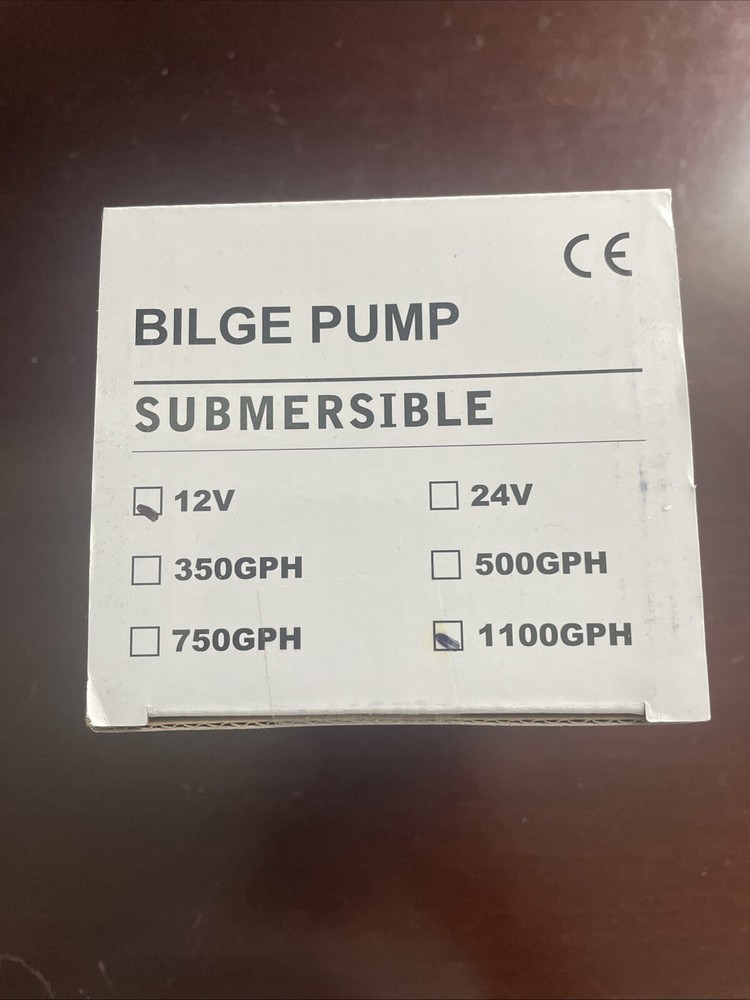 CE
BILGE PUMP
SUBMERSIBLE
12V 24V
350GPH 500GPH
750GPH 1100GPH